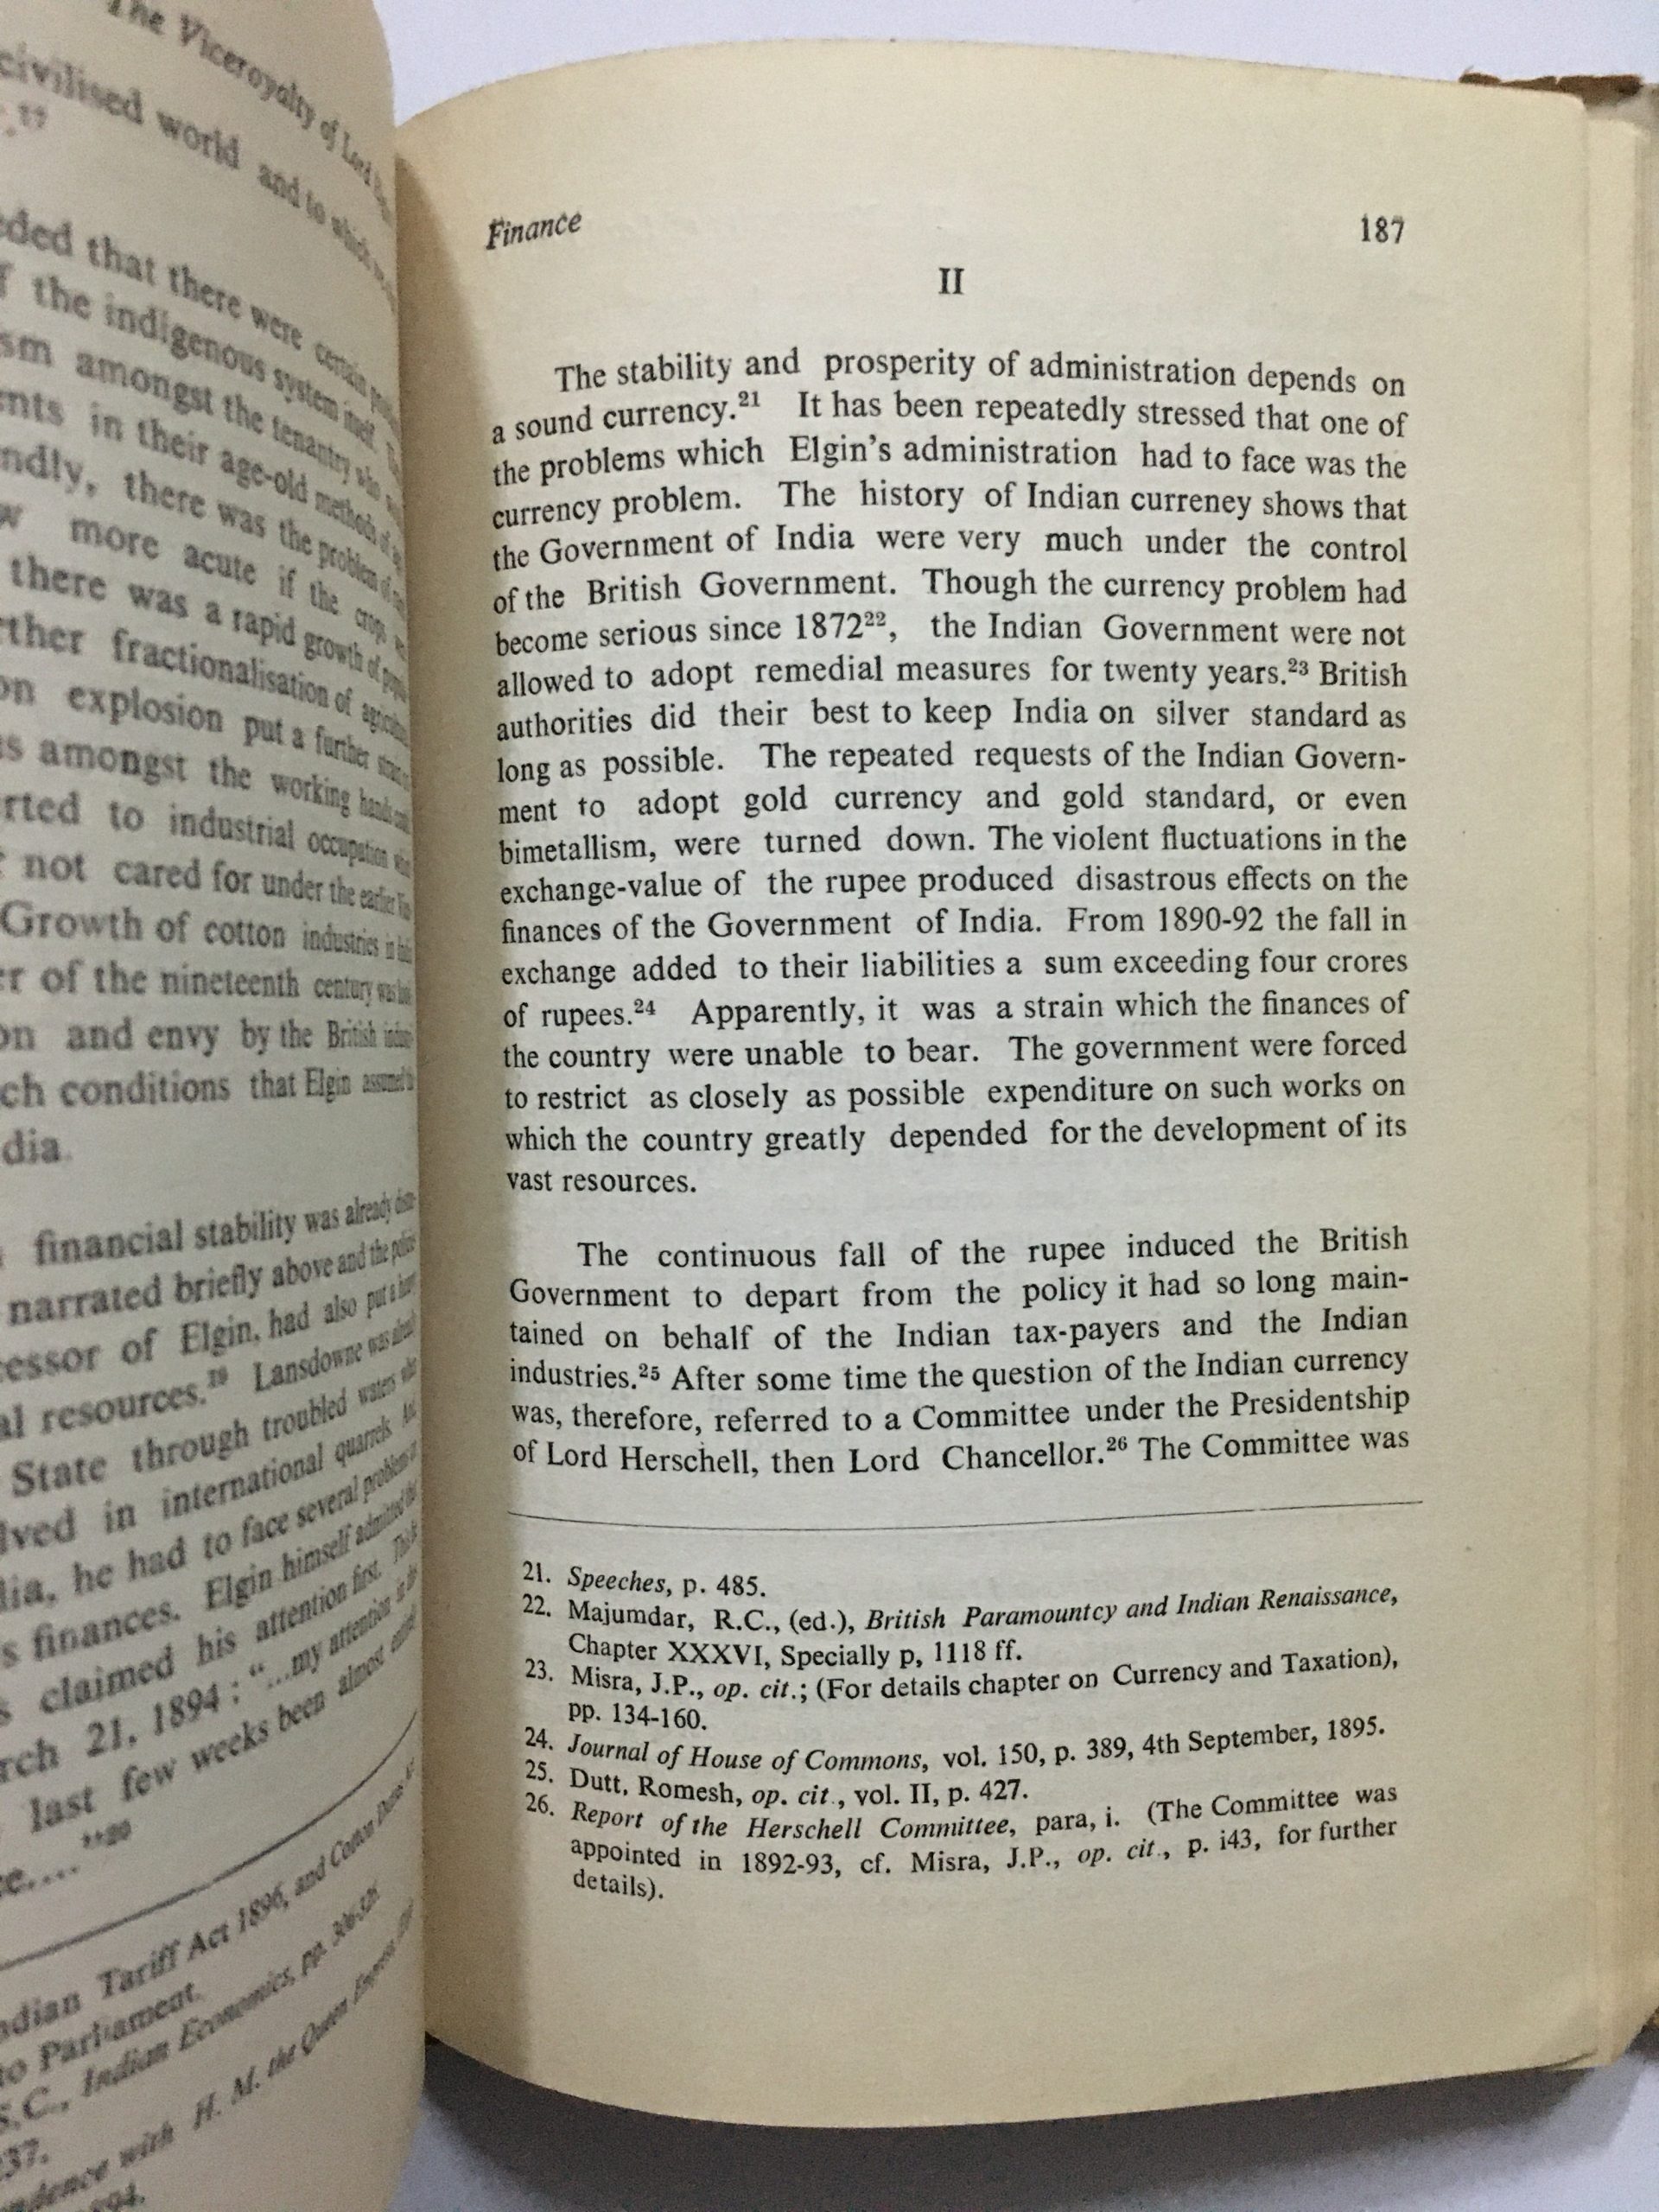 The Viceroyalty of Lord
civilised world and to which
eded that there were certain
f the indigenous system itself.
sm amongst the tenantry who
ents in their age-old methods of
ndly, there was the problem of
w more acute if the crops
there was a rapid growth of
rther fractionalisation of
on explosion put a further
as amongst the working hands
rted to industrial occupation
not cared for under the earlier
Growth of cotton industries in
er of the nineteenth century was
on and envy by the British
ch conditions that Elgin assumed
dia.
financial stability was already
narrated briefly above and the
cessor of Elgin, had also put a
al resources.19 Lansdowne was
State through troubled waters
lved in international quarrels.
dia, he had to face several problems
s finances. Elgin himself admitted
s claimed his attention first. This
rch 21, 1894 : "...my attention
last few weeks been almost
ce...."20
ndian Tariff Act 1896, and Cotton Duties
to Parliament.
S.C., Indian Economics, pp.
237.
ndence with H. M. the Queen Empress
1894.
Finance 187
II
The stability and prosperity of administration depends on
a sound currency.21 It has been repeatedly stressed that one of
the problems which Elgin's administration had to face was the
currency problem. The history of Indian curreney shows that
the Government of India were very much under the control
of the British Government. Though the currency problem had
become serious since 187222, the Indian Government were not
allowed to adopt remedial measures for twenty years.23 British
authorities did their best to keep India on silver standard as
long as possible. The repeated requests of the Indian Govern-
ment to adopt gold currency and gold standard, or even
bimetallism, were turned down. The violent fluctuations in the
exchange-value of the rupee produced disastrous effects on the
finances of the Government of India. From 1890-92 the fall in
exchange added to their liabilities a sum exceeding four crores
of rupees.24 Apparently, it was a strain which the finances of
the country were unable to bear. The government were forced
to restrict as closely as possible expenditure on such works on
which the country greatly depended for the development of its
vast resources.
The continuous fall of the rupee induced the British
Government to depart from the policy it had so long main-
tained on behalf of the Indian tax-payers and the Indian
industries.25 After some time the question of the Indian currency
was, therefore, referred to a Committee under the Presidentship
of Lord Herschell, then Lord Chancellor.26 The Committee was
21. Speeches, p. 485.
22. Majumdar, R.C., (ed.), British Paramountcy and Indian Renaissance,
Chapter XXXVI, Specially p, 1118 ff.
23. Misra, J.P., op. cit.; (For details chapter on Currency and Taxation),
pp. 134-160.
24. Journal of House of Commons, vol. 150, p. 389, 4th September, 1895.
25. Dutt, Romesh, op. cit., vol. II, p. 427.
26. Report of the Herschell Committee, para, i. (The Committee was
appointed in 1892-93, cf. Misra, J.P., op. cit., p. i43, for further
details).